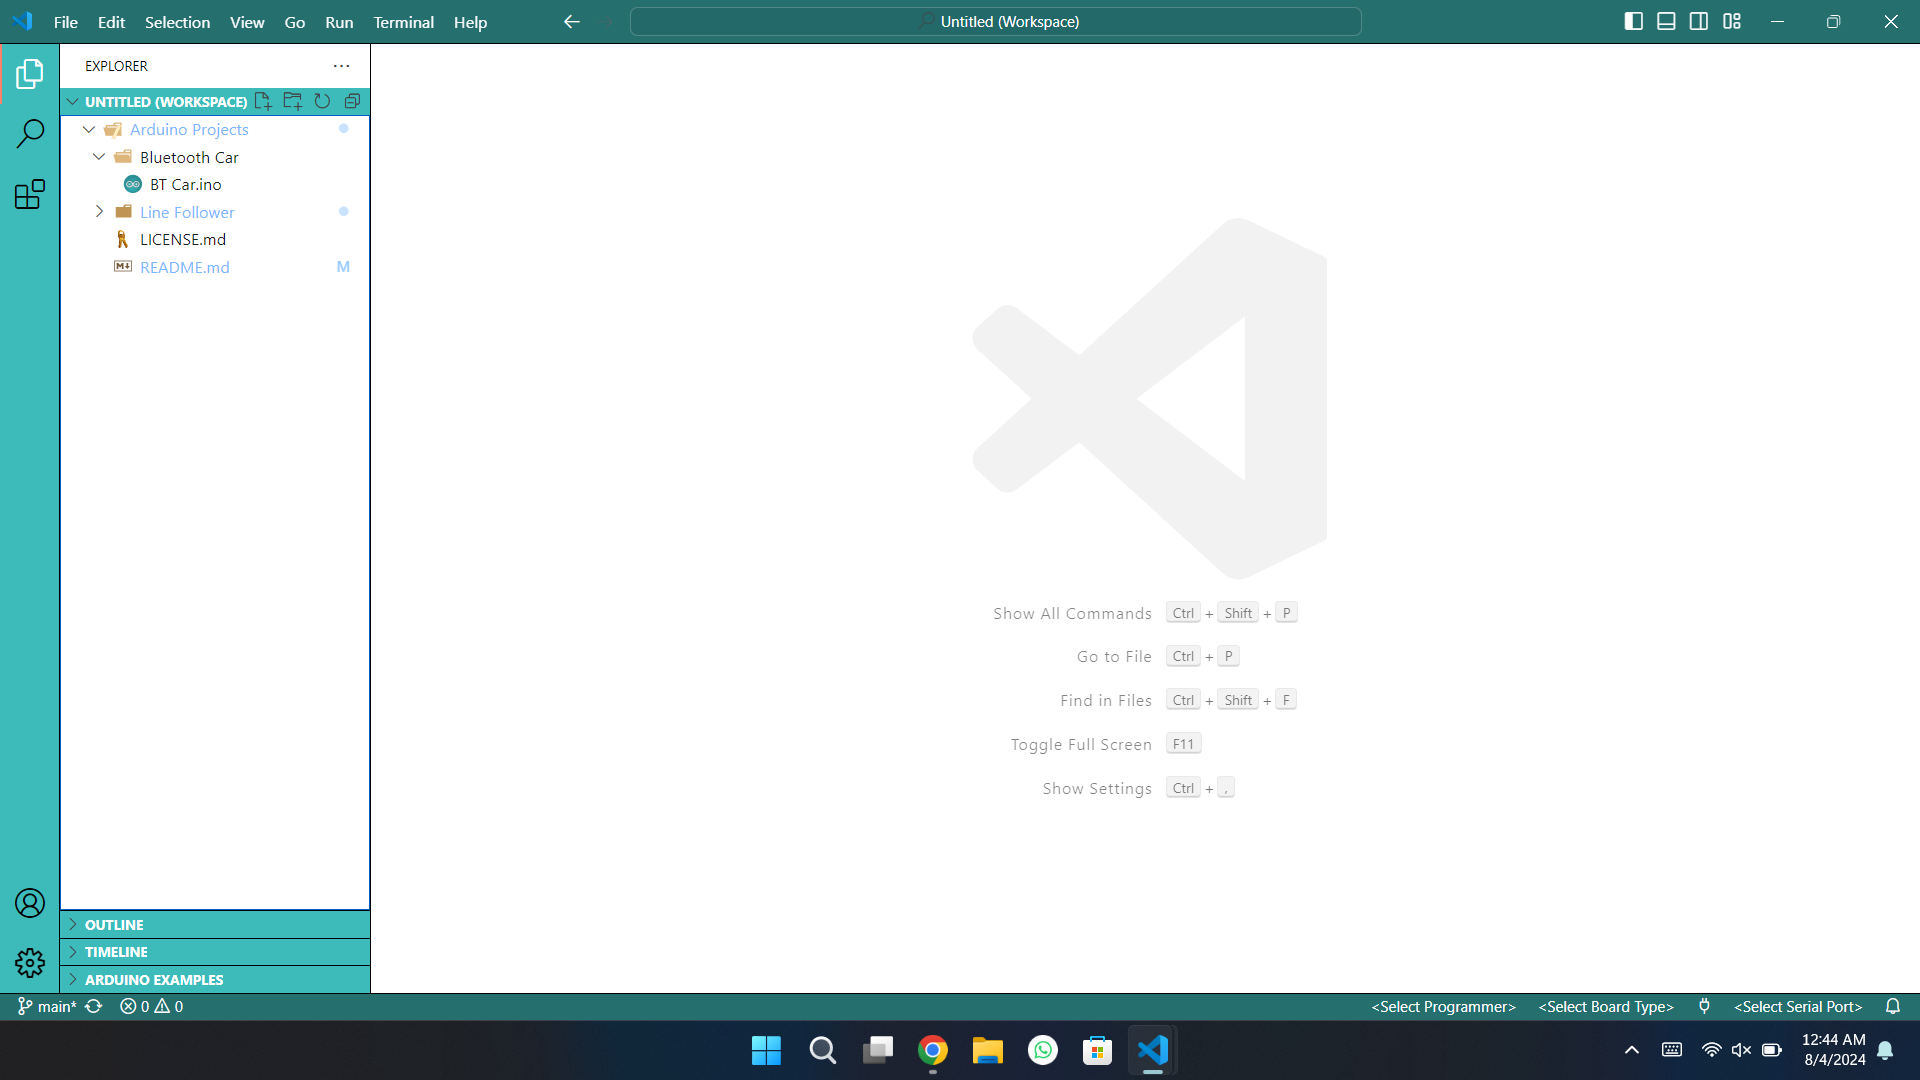 File Edit Selection View Go Run Terminal Help
Untitled (Workspace)
EXPLORER
UNTITLED (WORKSPACE)
Arduino Projects
Bluetooth Car
BT Car.ino
Line Follower
LICENSE.md
README.md M
Show All Commands Ctrl + Shift + P
Go to File Ctrl + P
Find in Files Ctrl + Shift + F
Toggle Full Screen F11
Show Settings Ctrl + ,
OUTLINE
TIMELINE
ARDUINO EXAMPLES
main* 0 0 <Select Programmer> <Select Board Type> <Select Serial Port>
12:44 AM
8/4/2024